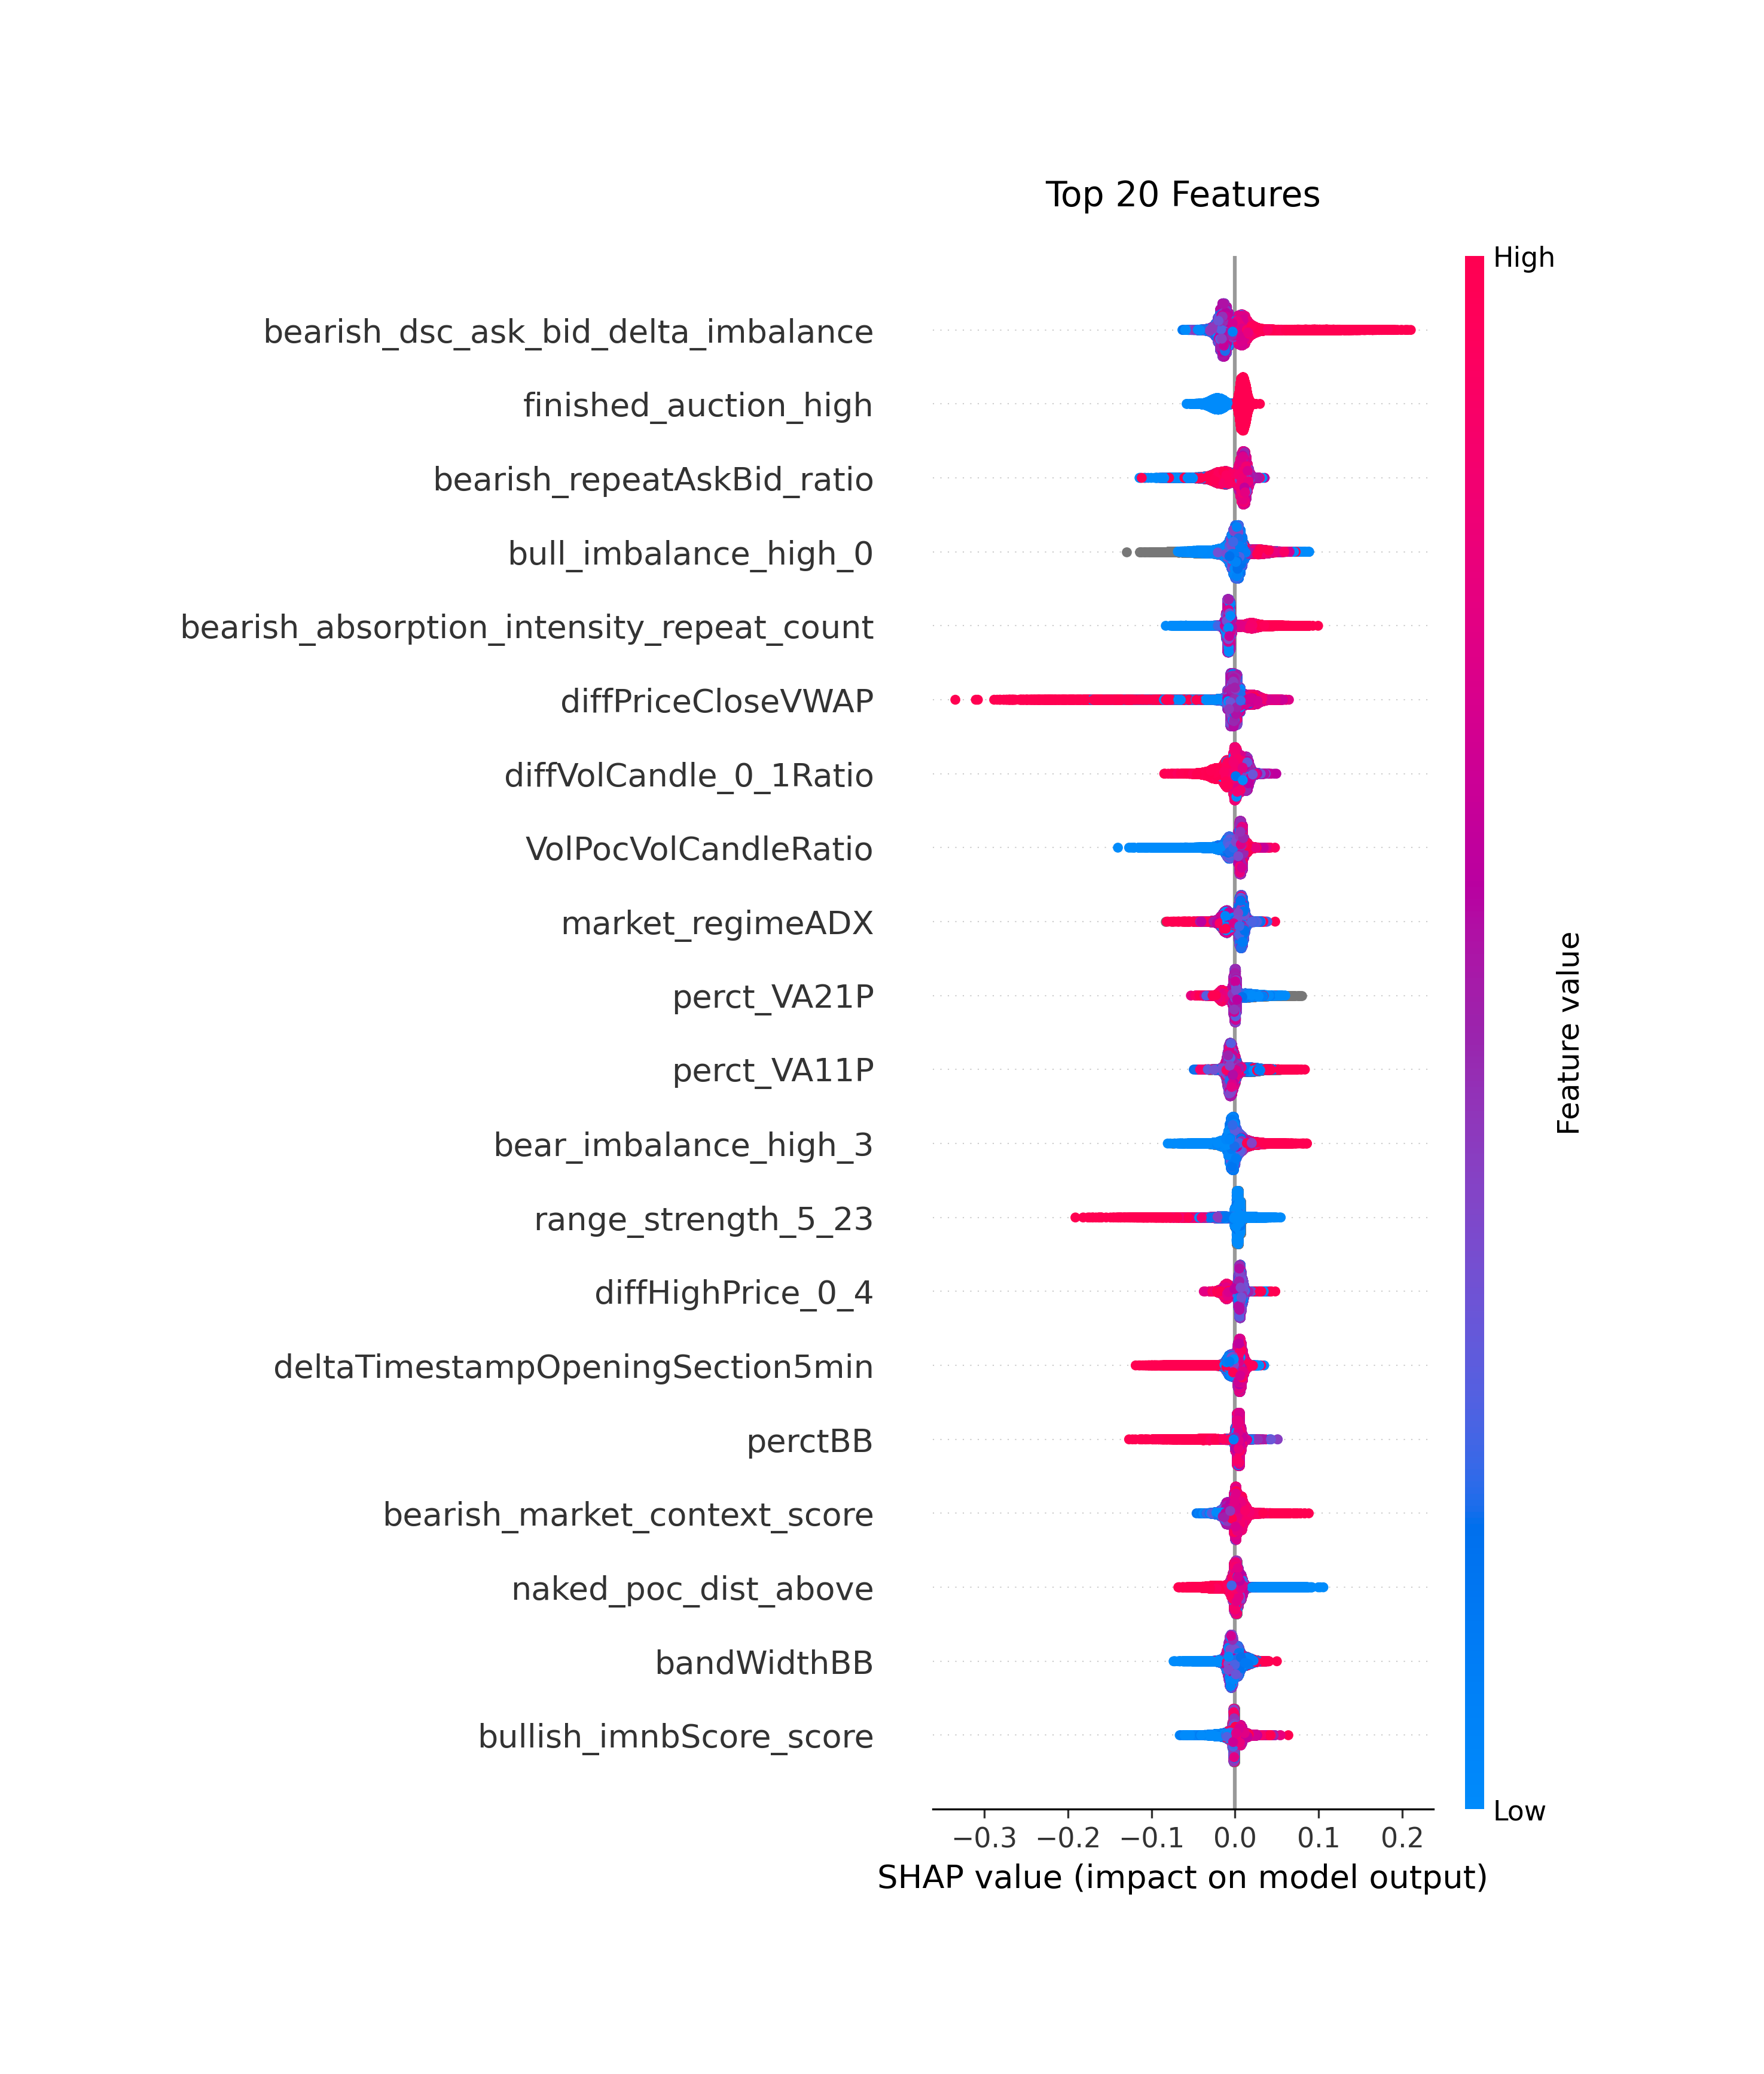 Top 20 Features
High
bearish_dsc_ask_bid_delta_imbalance
finished_auction_high
bearish_repeatAskBid_ratio
bull_imbalance_high_0
bearish_absorption_intensity_repeat_count
diffPriceCloseVWAP
diffVolCandle_0_1Ratio
VolPocVolCandleRatio
market_regimeADX
perct_VA21P
perct_VA11P
bear_imbalance_high_3
range_strength_5_23
diffHighPrice_0_4
deltaTimestampOpeningSection5min
perctBB
bearish_market_context_score
naked_poc_dist_above
bandWidthBB
bullish_imnbScore_score
Feature value
Low
−0.3 −0.2 −0.1 0.0 0.1 0.2
SHAP value (impact on model output)